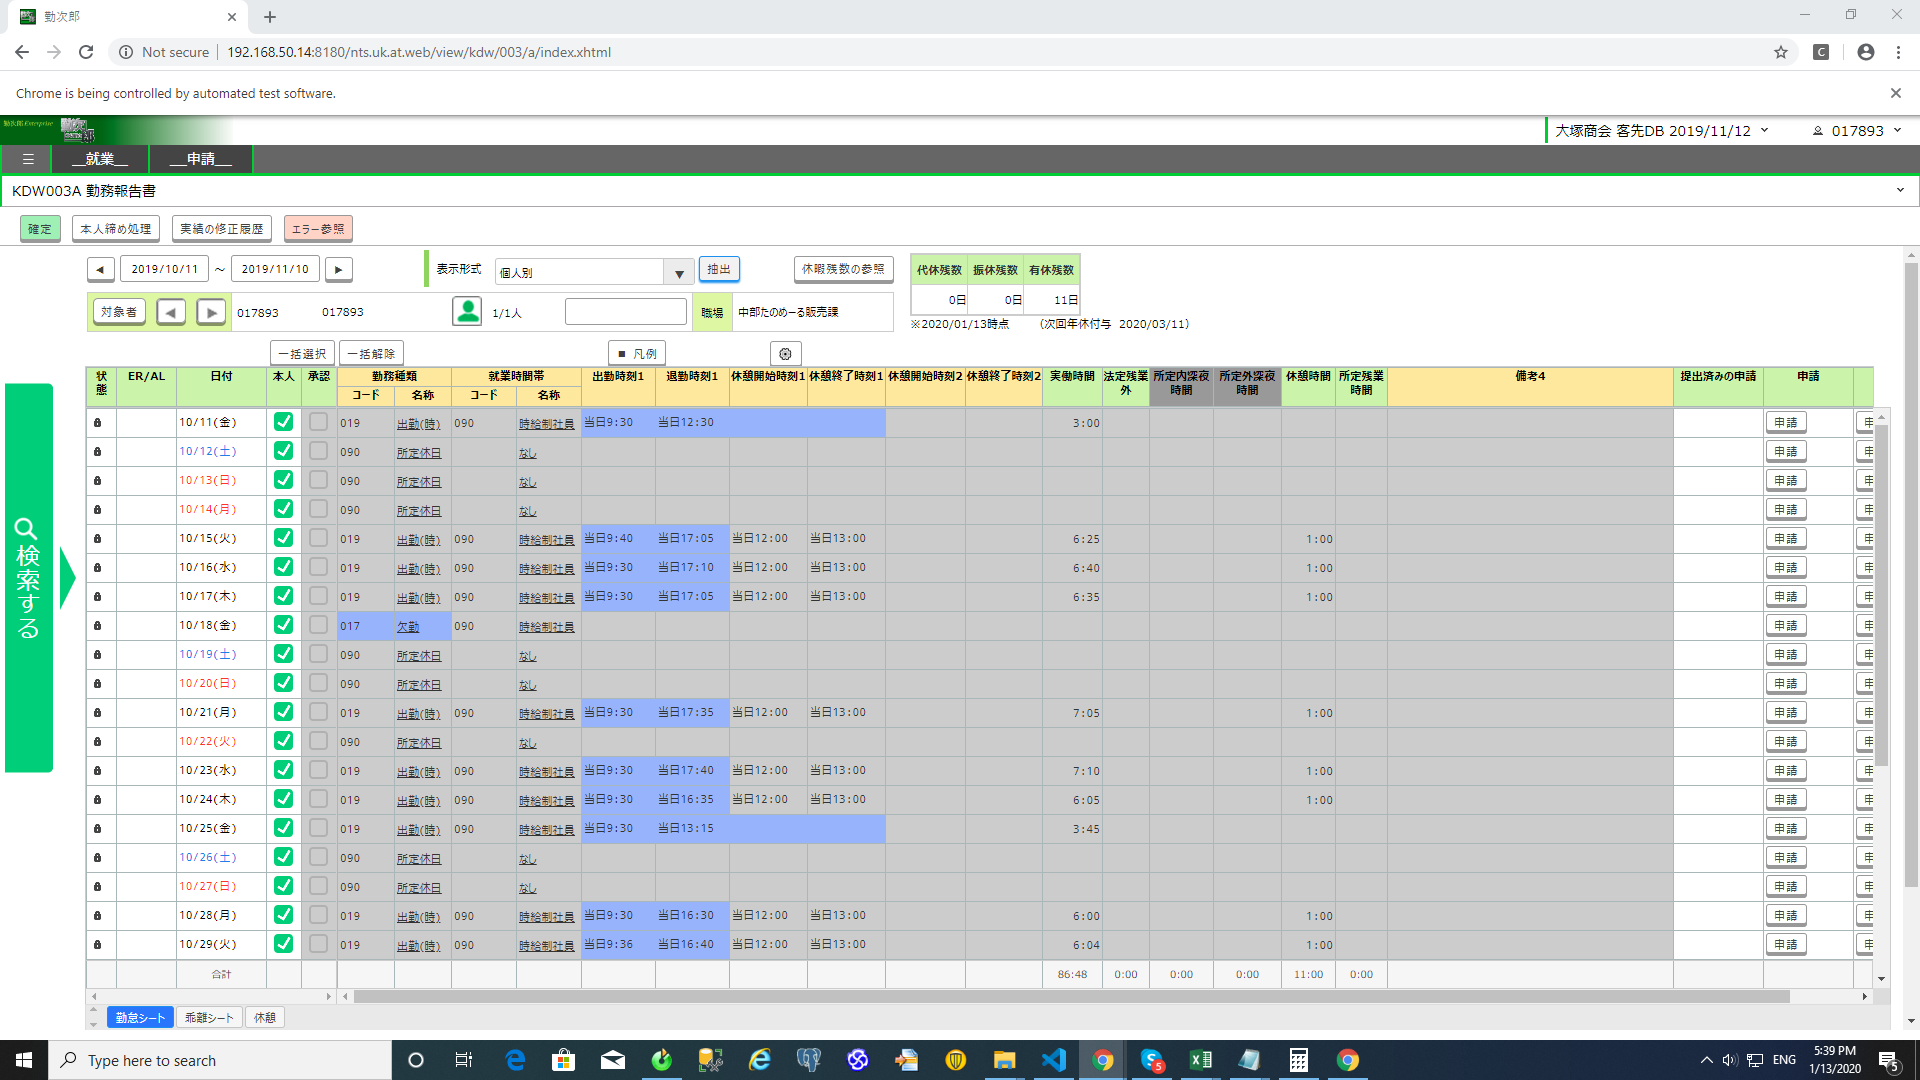 勤次郎
Not secure | 192.168.50.14:8180/nts.uk.at.web/view/kdw/003/a/index.xhtml
Chrome is being controlled by automated test software.
勤次郎 Enterprise
大塚商会 客先DB 2019/11/12 017893
__就業__ __申請__
KDW003A 勤務報告書
確定 本人締め処理 実績の修正履歴 エラー参照
◀ 2019/10/11 ～ 2019/11/10 ▶ 表示形式 個人別 ▼ 抽出 休暇残数の参照 代休残数 振休残数 有休残数
0日 0日 11日
対象者 ◀ ▶ 017893 017893 1/1人 職場 中部たのめーる販売課
※2020/01/13時点 (次回年休付与 2020/03/11)
一括選択 一括解除 ■ 凡例
状態 ER/AL 日付 本人 承認 勤務種類 就業時間帯 出勤時刻1 退勤時刻1 休憩開始時刻1 休憩終了時刻1 休憩開始時刻2 休憩終了時刻2 実働時間 法定残業外 所定内深夜時間 所定外深夜時間 休憩時間 所定残業時間 備考4 提出済みの申請 申請
コード 名称 コード 名称
10/11(金) 019 出勤(時) 090 時給制社員 当日9:30 当日12:30 3:00 申請 申
10/12(土) 090 所定休日 なし 申請 申
10/13(日) 090 所定休日 なし 申請 申
10/14(月) 090 所定休日 なし 申請 申
10/15(火) 019 出勤(時) 090 時給制社員 当日9:40 当日17:05 当日12:00 当日13:00 6:25 1:00 申請 申
10/16(水) 019 出勤(時) 090 時給制社員 当日9:30 当日17:10 当日12:00 当日13:00 6:40 1:00 申請 申
10/17(木) 019 出勤(時) 090 時給制社員 当日9:30 当日17:05 当日12:00 当日13:00 6:35 1:00 申請 申
10/18(金) 017 欠勤 090 時給制社員 申請 申
10/19(土) 090 所定休日 なし 申請 申
10/20(日) 090 所定休日 なし 申請 申
10/21(月) 019 出勤(時) 090 時給制社員 当日9:30 当日17:35 当日12:00 当日13:00 7:05 1:00 申請 申
10/22(火) 090 所定休日 なし 申請 申
10/23(水) 019 出勤(時) 090 時給制社員 当日9:30 当日17:40 当日12:00 当日13:00 7:10 1:00 申請 申
10/24(木) 019 出勤(時) 090 時給制社員 当日9:30 当日16:35 当日12:00 当日13:00 6:05 1:00 申請 申
10/25(金) 019 出勤(時) 090 時給制社員 当日9:30 当日13:15 3:45 申請 申
10/26(土) 090 所定休日 なし 申請 申
10/27(日) 090 所定休日 なし 申請 申
10/28(月) 019 出勤(時) 090 時給制社員 当日9:30 当日16:30 当日12:00 当日13:00 6:00 1:00 申請 申
10/29(火) 019 出勤(時) 090 時給制社員 当日9:36 当日16:40 当日12:00 当日13:00 6:04 1:00 申請 申
合計 86:48 0:00 0:00 0:00 11:00 0:00
検索する
勤怠シート 乖離シート 休憩
Type here to search
5
ENG
5:39 PM
1/13/2020
5